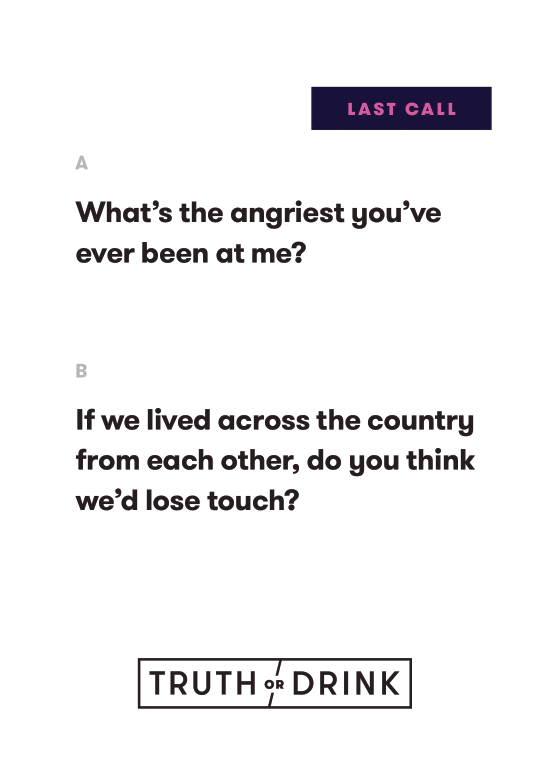 LAST CALL
A
What's the angriest you've
ever been at me?
B
If we lived across the country
from each other, do you think
we'd lose touch?
TRUTH OR DRINK